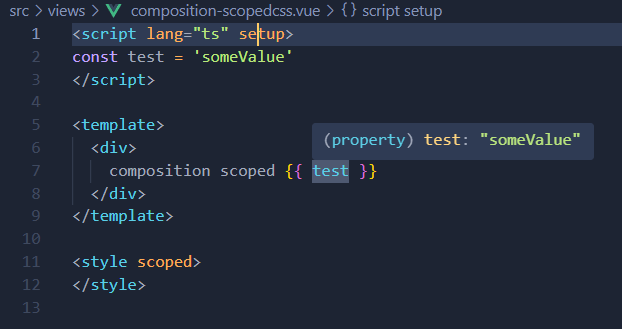 src > views > composition-scopedcss.vue > {} script setup
1 <script lang="ts" setup>
2 const test = 'someValue'
3 </script>
4
5 <template>
(property) test: "someValue"
6 <div>
7 composition scoped {{ test }}
8 </div>
9 </template>
10
11 <style scoped>
12 </style>
13